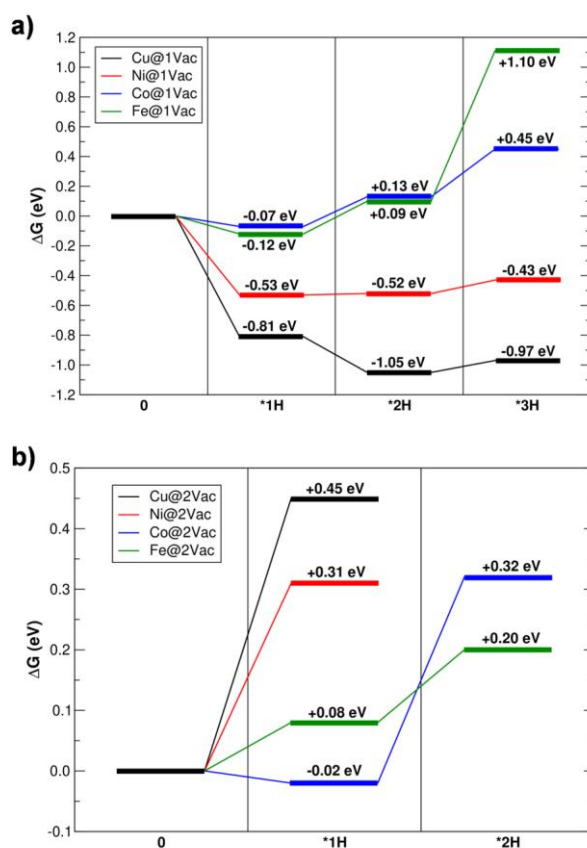 a)
1.2
1.0
0.8
0.6
0.4
0.2
0.0
-0.2
-0.4
-0.6
-0.8
-1.0
-1.2
ΔG (eV)
Cu@1Vac
Ni@1Vac
Co@1Vac
Fe@1Vac
+1.10 eV
+0.45 eV
+0.13 eV
+0.09 eV
-0.07 eV
-0.12 eV
-0.53 eV
-0.52 eV
-0.43 eV
-0.81 eV
-1.05 eV
-0.97 eV
0 *1H *2H *3H
b)
0.5
0.4
0.3
0.2
0.1
0.0
-0.1
ΔG (eV)
Cu@2Vac
Ni@2Vac
Co@2Vac
Fe@2Vac
+0.45 eV
+0.31 eV
+0.32 eV
+0.20 eV
+0.08 eV
-0.02 eV
0 *1H *2H